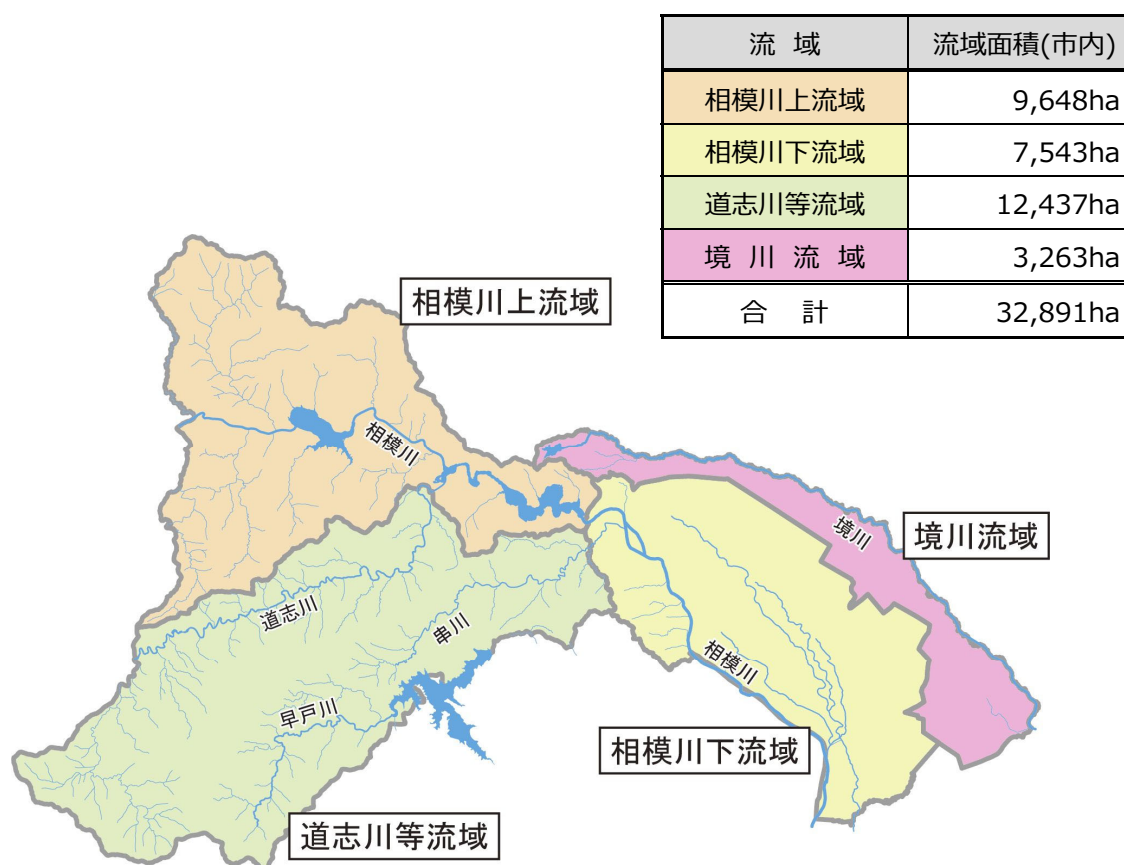 流 域 流域面積(市内)
相模川上流域 9,648ha
相模川下流域 7,543ha
道志川等流域 12,437ha
境 川 流 域 3,263ha
合 計 32,891ha
相模川上流域
相模川
境川
境川流域
道志川
串川
相模川
早戸川
相模川下流域
道志川等流域